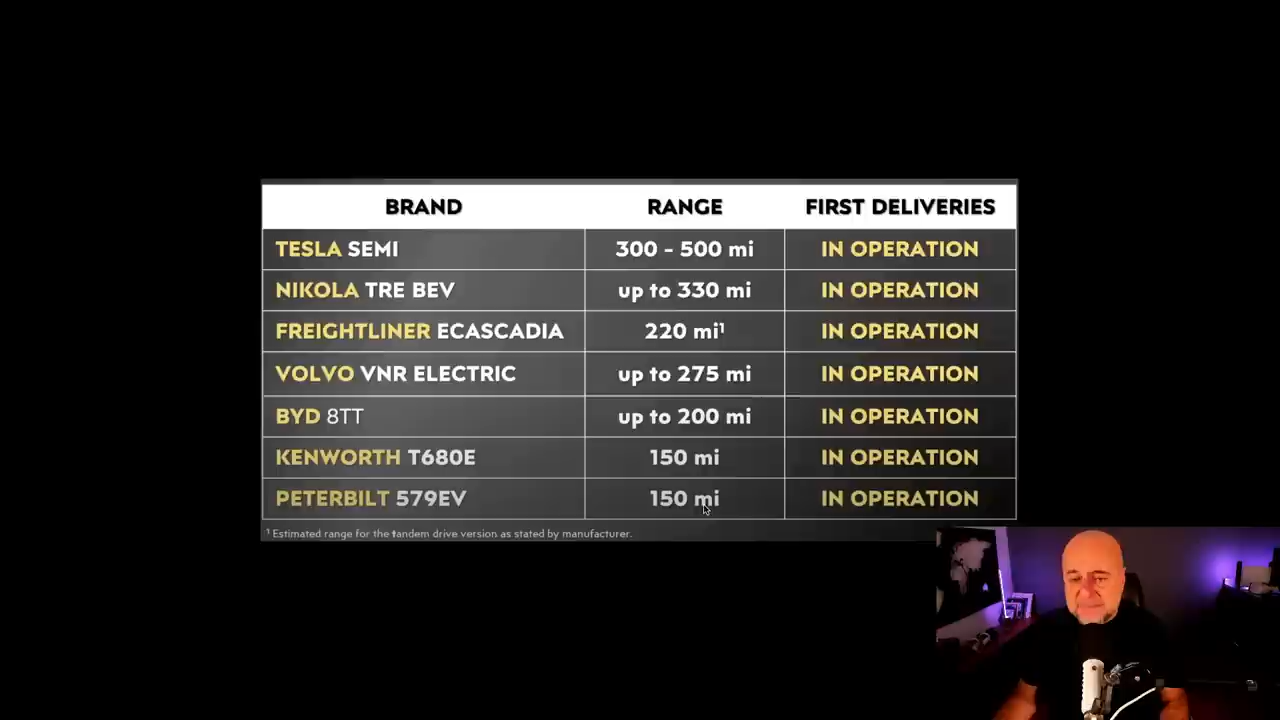 BRAND RANGE FIRST DELIVERIES
TESLA SEMI 300 - 500 mi IN OPERATION
NIKOLA TRE BEV up to 330 mi IN OPERATION
FREIGHTLINER ECASCADIA 220 mi¹ IN OPERATION
VOLVO VNR ELECTRIC up to 275 mi IN OPERATION
BYD 8TT up to 200 mi IN OPERATION
KENWORTH T680E 150 mi IN OPERATION
PETERBILT 579EV 150 mi IN OPERATION
¹ Estimated range for the tandem drive version as stated by manufacturer.